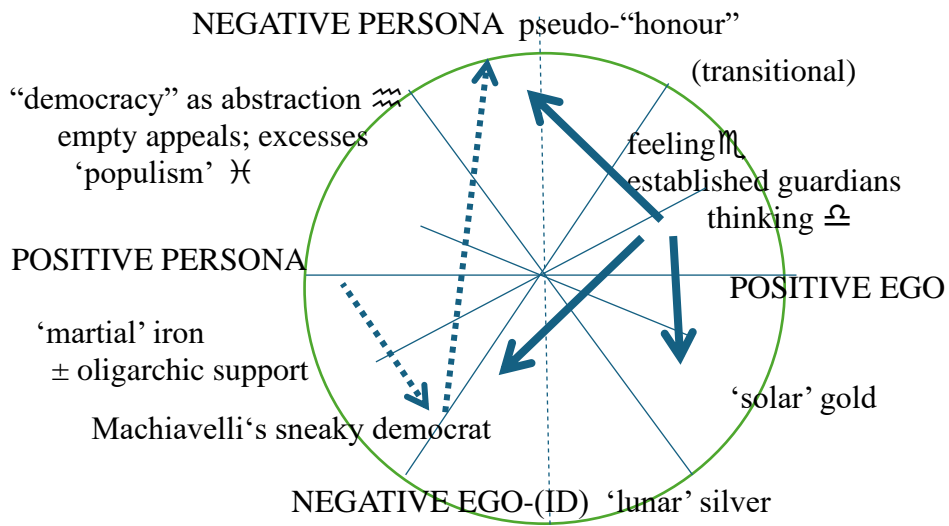 NEGATIVE PERSONA pseudo-“honour”
(transitional)
“democracy” as abstraction ♒
empty appeals; excesses
‘populism’ ♓
feeling♏
established guardians
thinking ♎
POSITIVE PERSONA
POSITIVE EGO
‘martial’ iron
± oligarchic support
‘solar’ gold
Machiavelli‘s sneaky democrat
NEGATIVE EGO-(ID) ‘lunar’ silver